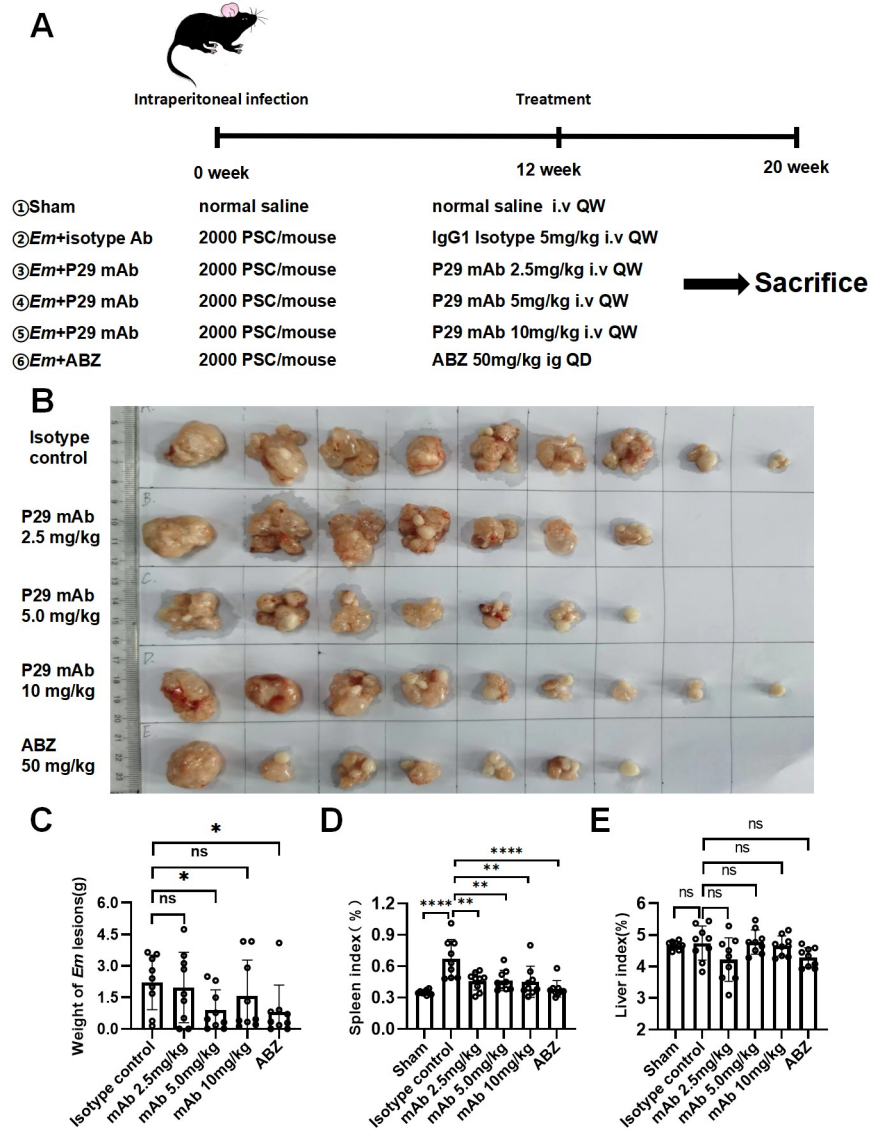 A
Intraperitoneal infection
Treatment
0 week
12 week
20 week
①Sham normal saline normal saline i.v QW
②Em+isotype Ab 2000 PSC/mouse IgG1 Isotype 5mg/kg i.v QW
③Em+P29 mAb 2000 PSC/mouse P29 mAb 2.5mg/kg i.v QW
④Em+P29 mAb 2000 PSC/mouse P29 mAb 5mg/kg i.v QW
⑤Em+P29 mAb 2000 PSC/mouse P29 mAb 10mg/kg i.v QW
⑥Em+ABZ 2000 PSC/mouse ABZ 50mg/kg ig QD
Sacrifice
B
Isotype
control
P29 mAb
2.5 mg/kg
P29 mAb
5.0 mg/kg
P29 mAb
10 mg/kg
ABZ
50 mg/kg
B.
C.
D.
E
C
*
ns
*
ns
Weight of Em lesions(g)
6.0
4.5
3.0
1.5
0.0
Isotype control
mAb 2.5mg/kg
mAb 5.0mg/kg
mAb 10mg/kg
ABZ
D
****
**
**
**** **
Spleen index(%)
1.2
0.9
0.6
0.3
0.0
Sham
Isotype control
mAb 2.5mg/kg
mAb 5.0mg/kg
mAb 10mg/kg
ABZ
E
ns
ns
ns
ns ns
Liver index(%)
6
5
4
3
2
Sham
Isotype control
mAb 2.5mg/kg
mAb 5.0mg/kg
mAb 10mg/kg
ABZ